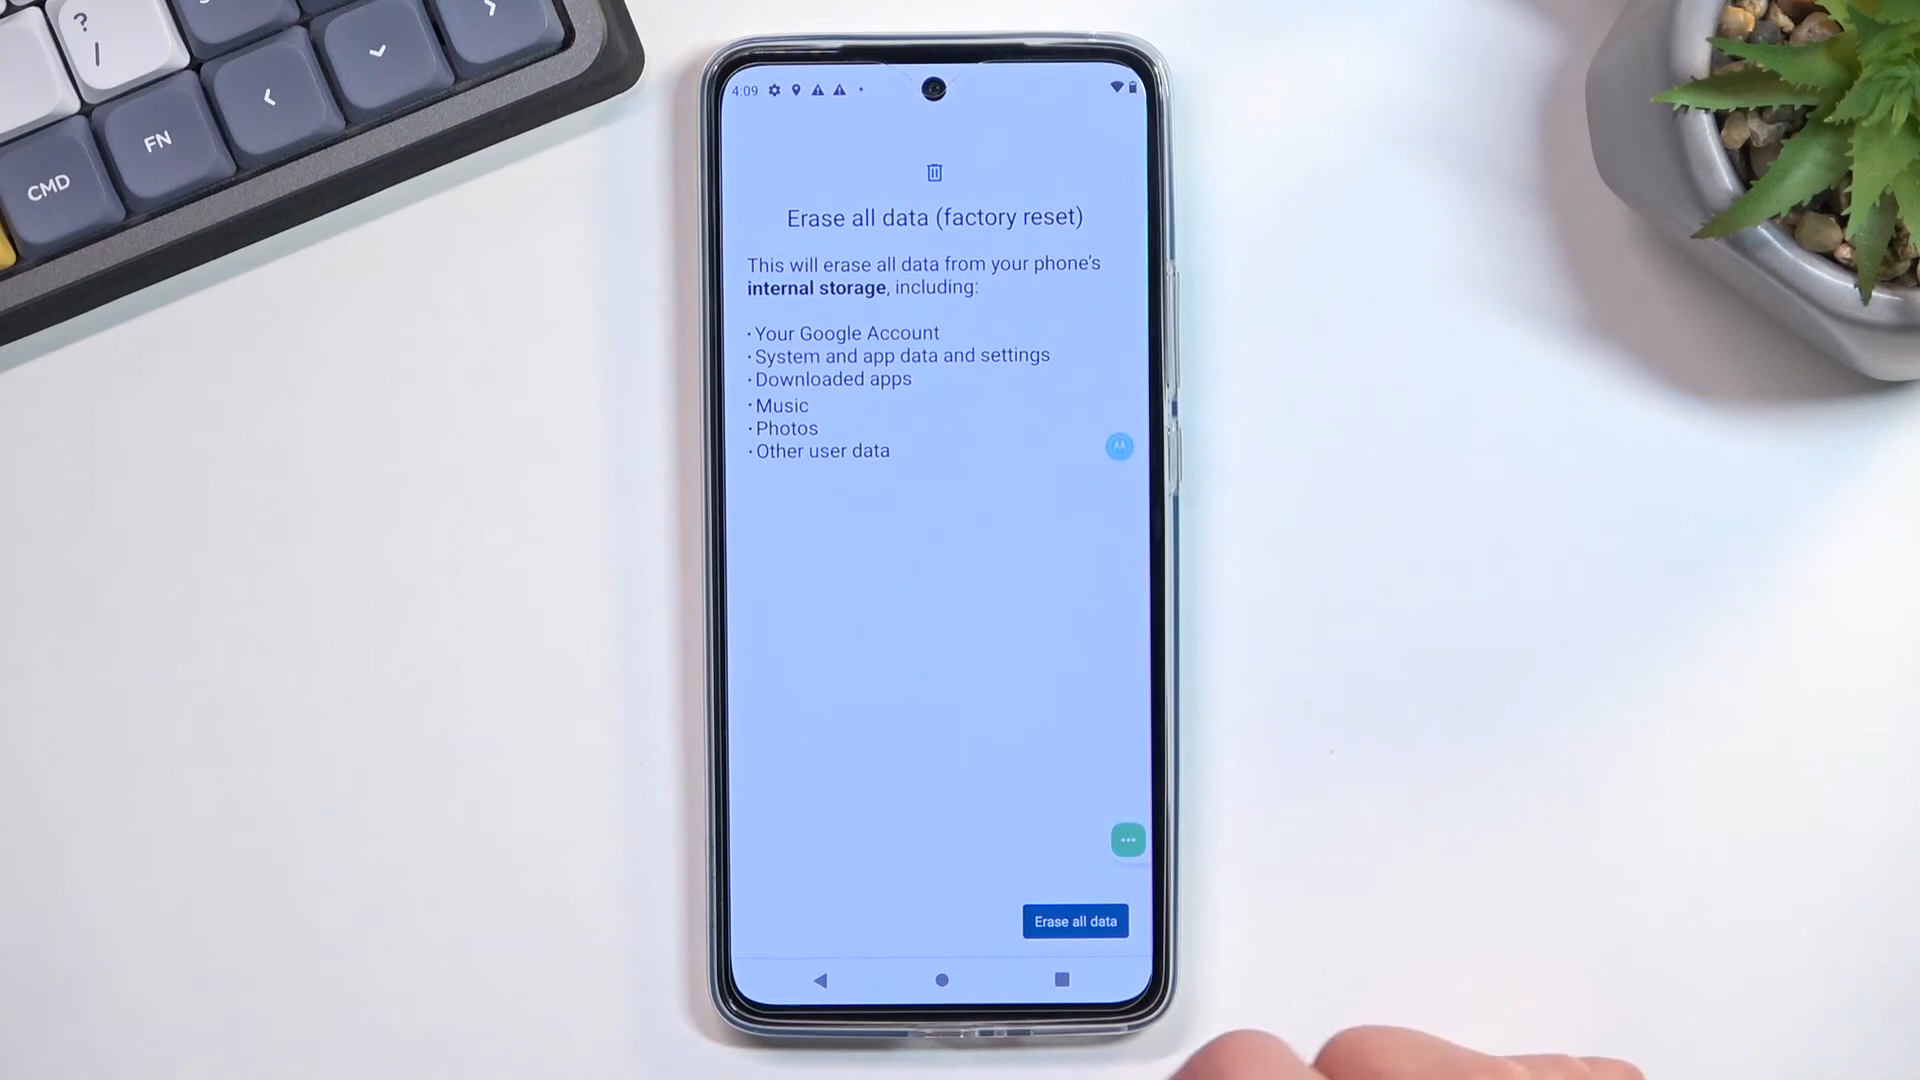 ?
/
CMD
FN
4:09
Erase all data (factory reset)
This will erase all data from your phone's
internal storage, including:
• Your Google Account
• System and app data and settings
• Downloaded apps
• Music
• Photos
• Other user data
Erase all data